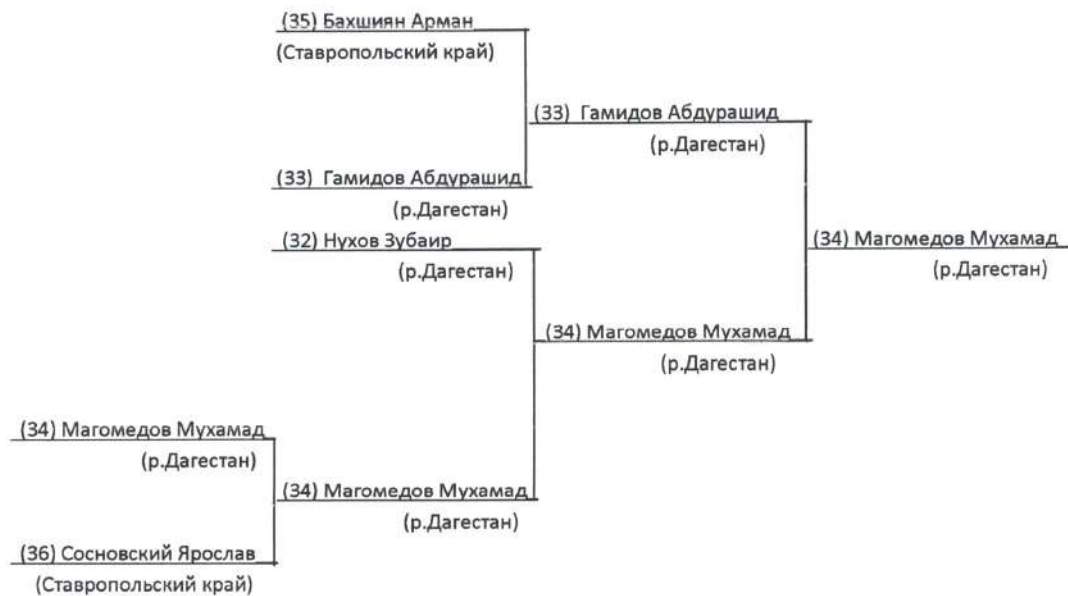 (35) Бахшиян Арман
(Ставропольский край)
(33) Гамидов Абдурашид
(р.Дагестан)
(33) Гамидов Абдурашид
(р.Дагестан)
(32) Нухов Зубаир
(р.Дагестан)
(34) Магомедов Мухамад
(р.Дагестан)
(34) Магомедов Мухамад
(р.Дагестан)
(34) Магомедов Мухамад
(р.Дагестан)
(34) Магомедов Мухамад
(р.Дагестан)
(36) Сосновский Ярослав
(Ставропольский край)